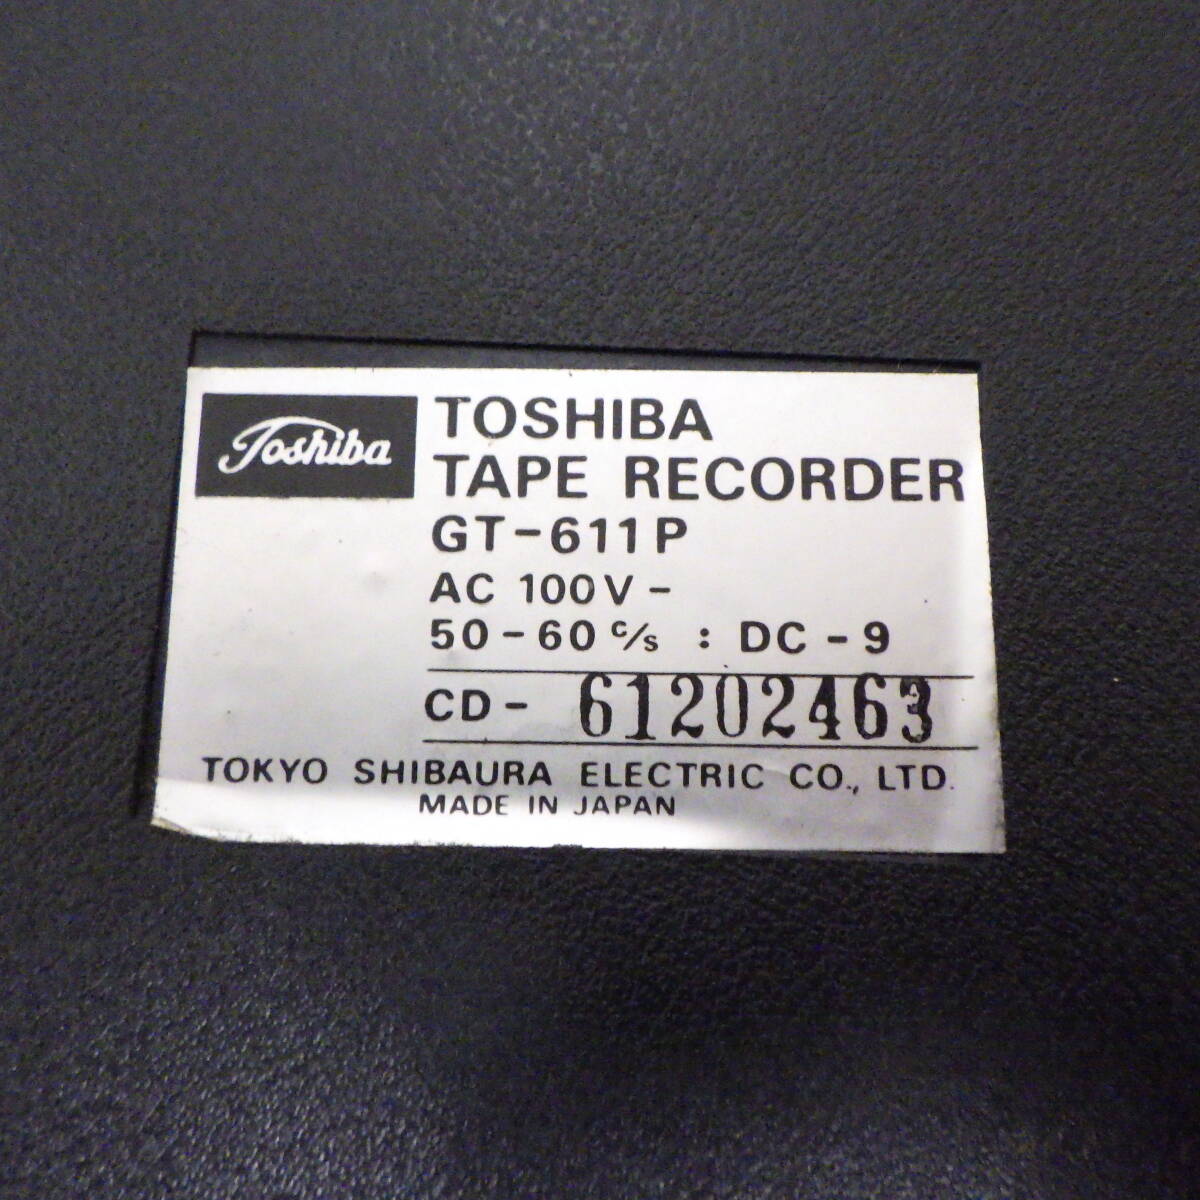 Toshiba
TOSHIBA
TAPE RECORDER
GT-611P
AC 100V-
50-60 c/s : DC-9
CD- 61202463
TOKYO SHIBAURA ELECTRIC CO., LTD.
MADE IN JAPAN